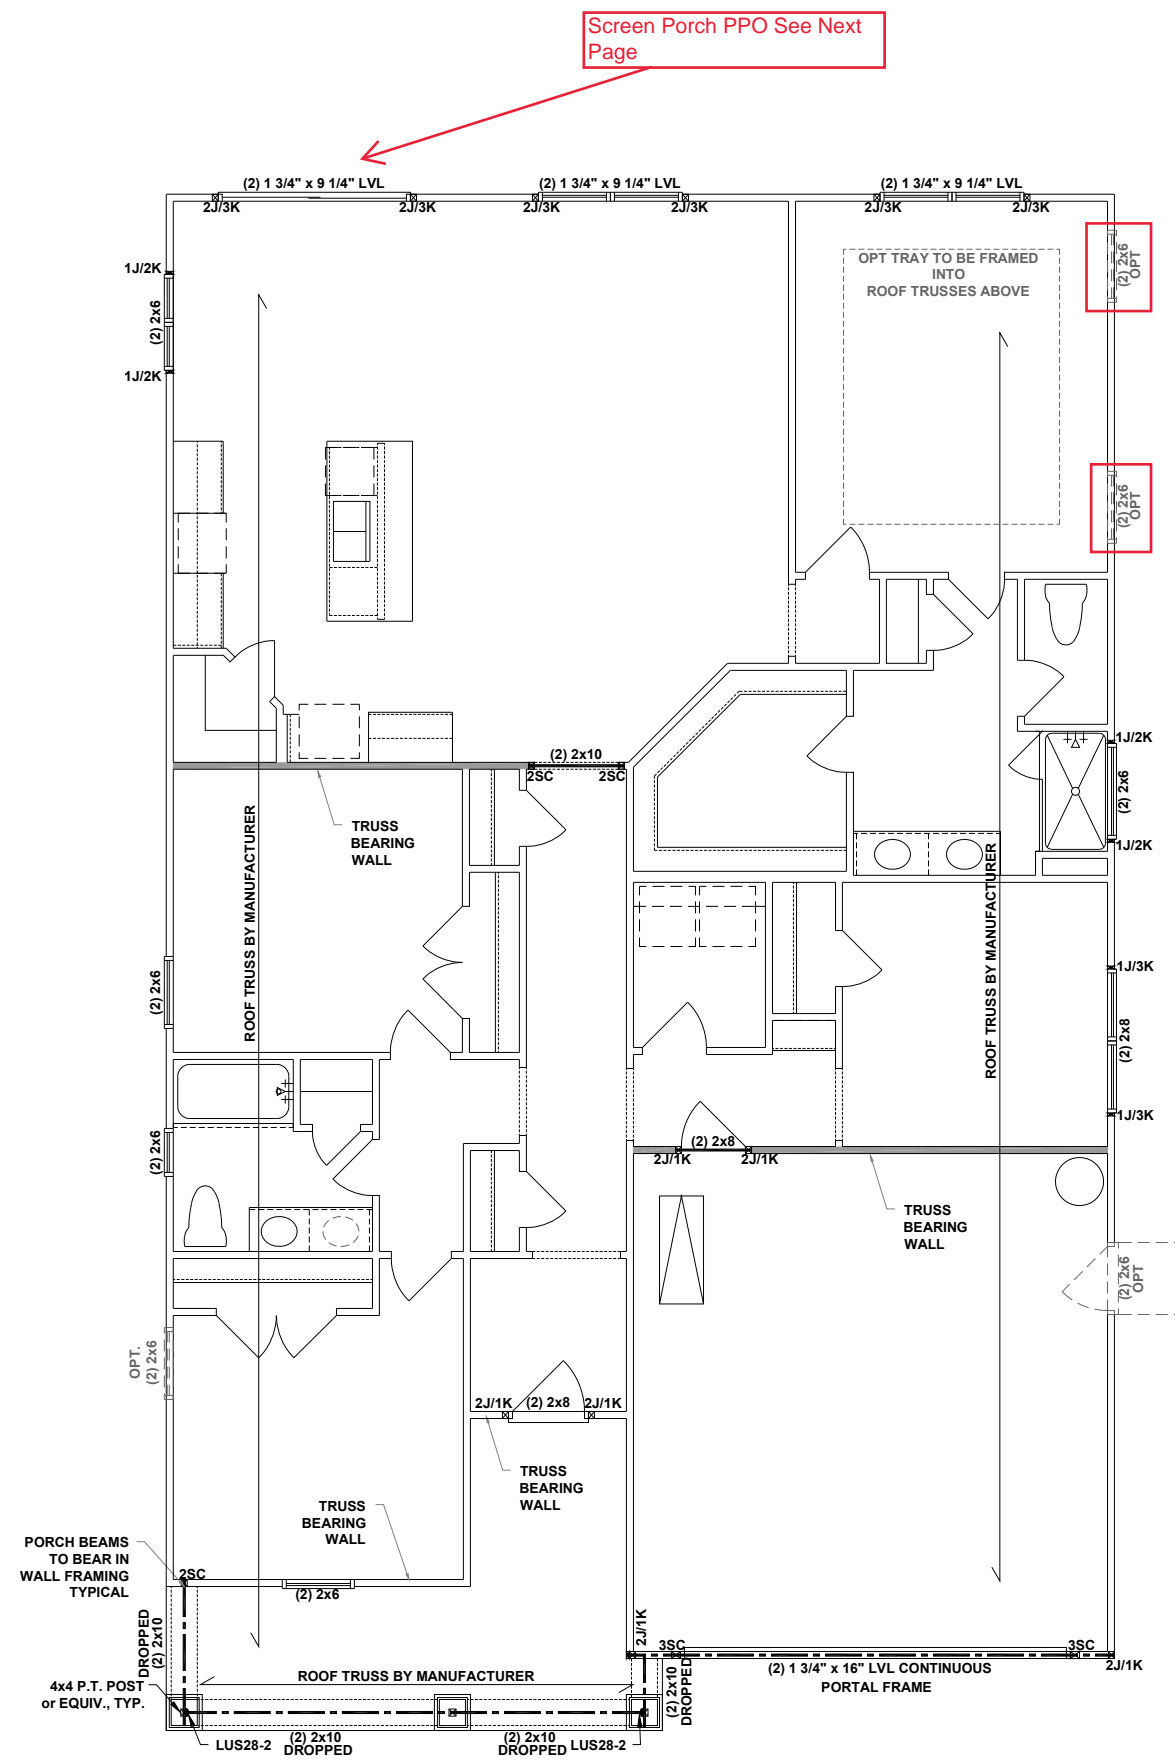 Screen Porch PPO See Next
Page
(2) 1 3/4" x 9 1/4" LVL
(2) 1 3/4" x 9 1/4" LVL
(2) 1 3/4" x 9 1/4" LVL
2J/3K
2J/3K
2J/3K
2J/3K
2J/3K
2J/3K
1J/2K
(2) 2x6
1J/2K
OPT TRAY TO BE FRAMED
INTO
ROOF TRUSSES ABOVE
(2) 2x6
OPT
(2) 2x6
OPT
(2) 2x10
2SC
2SC
1J/2K
(2) 2x6
1J/2K
TRUSS
BEARING
WALL
ROOF TRUSS BY MANUFACTURER
ROOF TRUSS BY MANUFACTURER
(2) 2x6
1J/3K
(2) 2x8
1J/3K
(2) 2x6
(2) 2x8
2J/1K
2J/1K
TRUSS
BEARING
WALL
(2) 2x6
OPT
OPT.
(2) 2x6
2J/1K
(2) 2x8
2J/1K
TRUSS
BEARING
WALL
TRUSS
BEARING
WALL
PORCH BEAMS
TO BEAR IN
WALL FRAMING
TYPICAL
2SC
(2) 2x6
DROPPED
(2) 2x10
2J/1K
3SC
3SC
(2) 1 3/4" x 16" LVL CONTINUOUS
PORTAL FRAME
2J/1K
ROOF TRUSS BY MANUFACTURER
(2) 2x10
DROPPED
4x4 P.T. POST
or EQUIV., TYP.
LUS28-2
(2) 2x10
DROPPED
(2) 2x10
DROPPED
LUS28-2